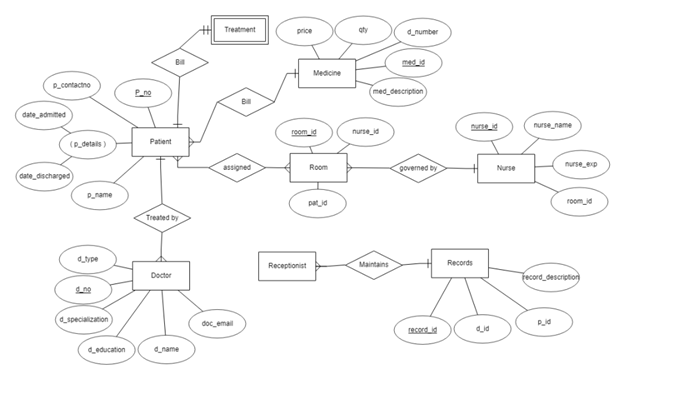 Treatment
price
qty
d_number
Bill
med_id
Medicine
p_contactno
P_no
Bill
med_description
date_admitted
room_id
nurse_id
nurse_id
nurse_name
( p_details )
Patient
assigned
Room
governed by
Nurse
nurse_exp
date_discharged
p_name
pat_id
room_id
Treated by
d_type
Doctor
Receptionist
Maintains
Records
record_description
d_no
d_specialization
doc_email
record_id
d_id
p_id
d_education
d_name